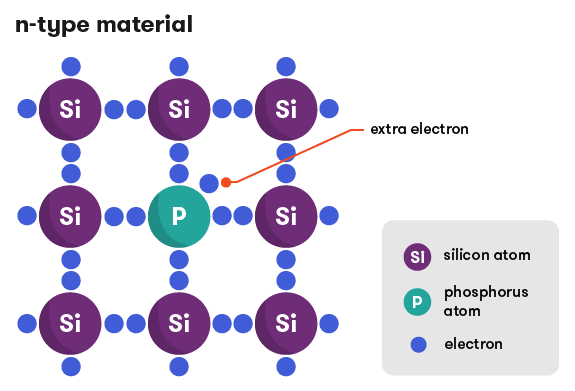 n-type material
Si Si Si
extra electron
Si P Si
Si silicon atom
P phosphorus
atom
Si Si Si
electron